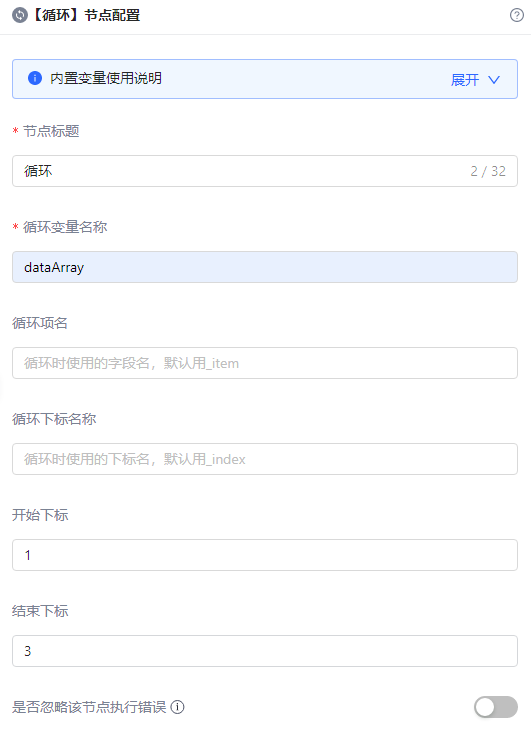 【循环】节点配置
内置变量使用说明 展开
* 节点标题
循环 2 / 32
* 循环变量名称
dataArray
循环项名
循环时使用的字段名，默认用_item
循环下标名称
循环时使用的下标名，默认用_index
开始下标
1
结束下标
3
是否忽略该节点执行错误